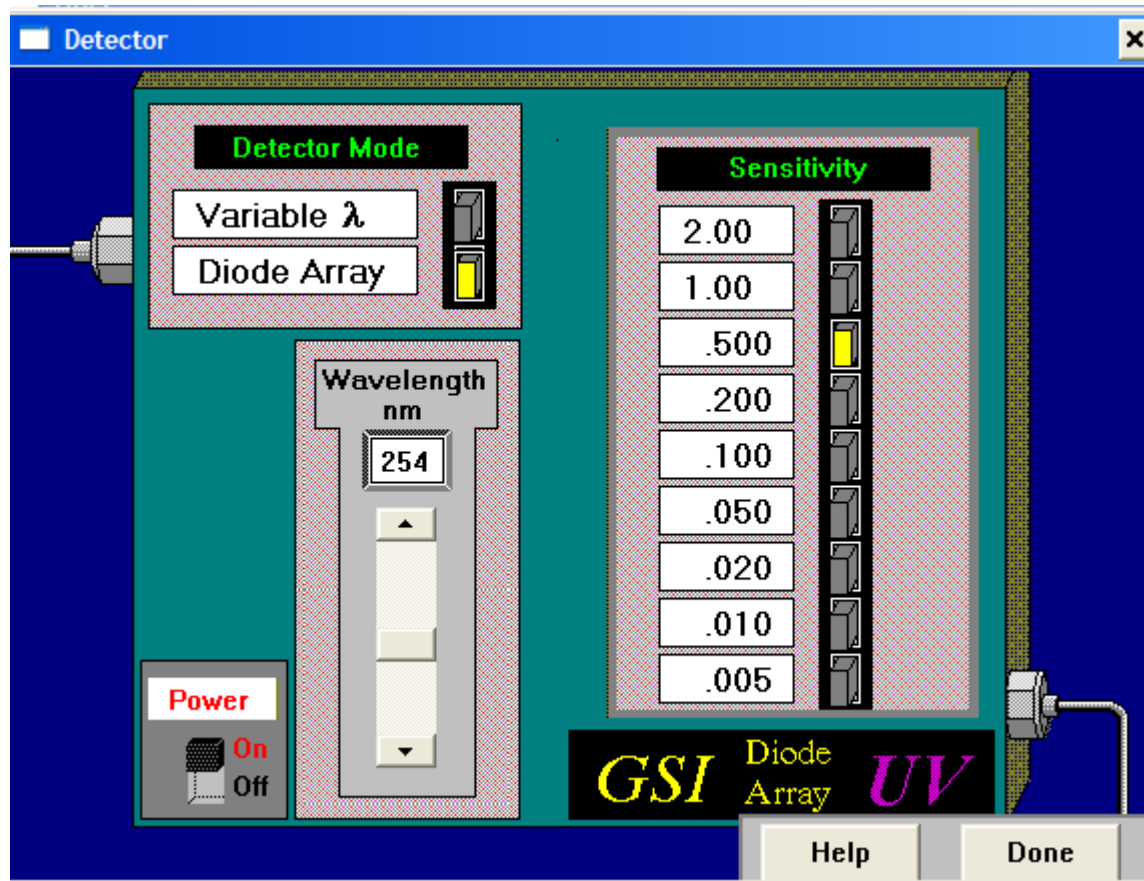 Detector
Detector Mode
Variable λ
Diode Array
Wavelength
nm
254
Power
On
Off
Sensitivity
2.00
1.00
.500
.200
.100
.050
.020
.010
.005
GSI Diode Array UV
Help
Done